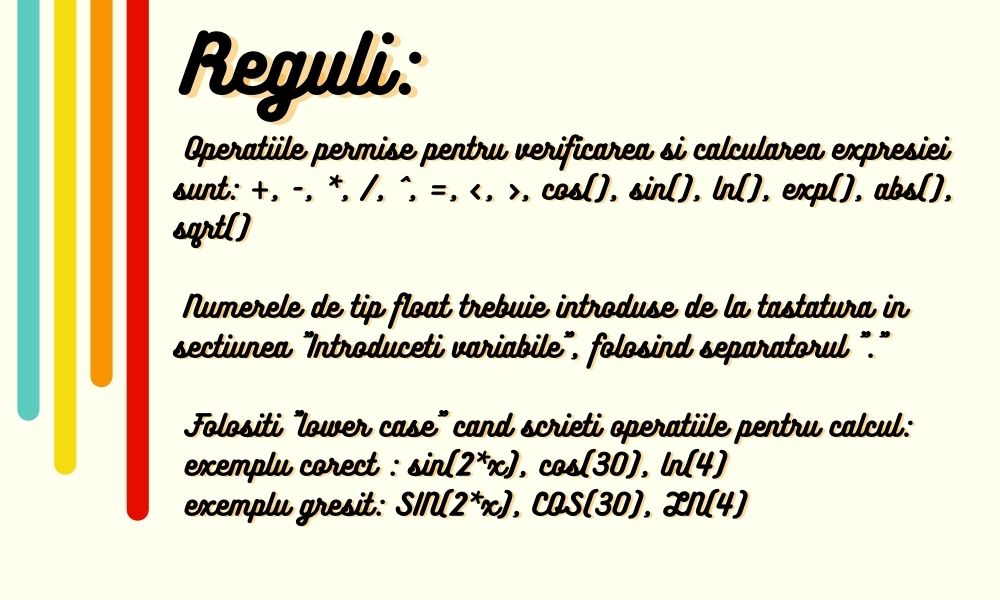 Reguli:
Operatiile permise pentru verificarea si calcularea expresiei
sunt: +, -, *, /, ^, =, <, >, cos(), sin(), ln(), exp(), abs(),
sqrt()
Numerele de tip float trebuie introduse de la tastatura in
sectiunea "Introduceti variabile", folosind separatorul "."
Folositi "lower case" cand scrieti operatiile pentru calcul:
exemplu corect : sin(2*x), cos(30), ln(4)
exemplu gresit: SIN(2*x), COS(30), LN(4)